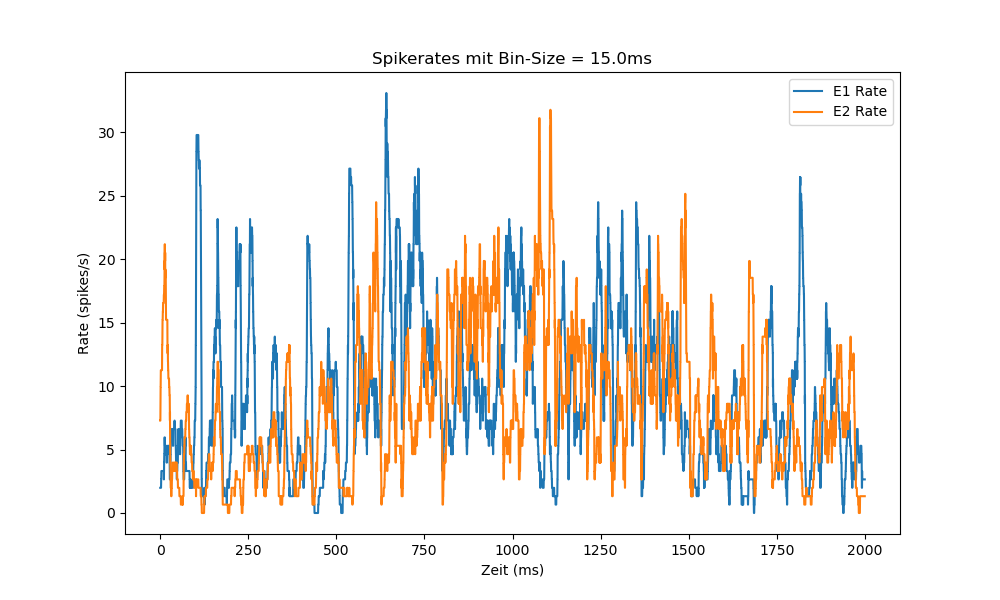 Spikerates mit Bin-Size = 15.0ms
E1 Rate
E2 Rate
Rate (spikes/s)
30
25
20
15
10
5
0
0 250 500 750 1000 1250 1500 1750 2000
Zeit (ms)